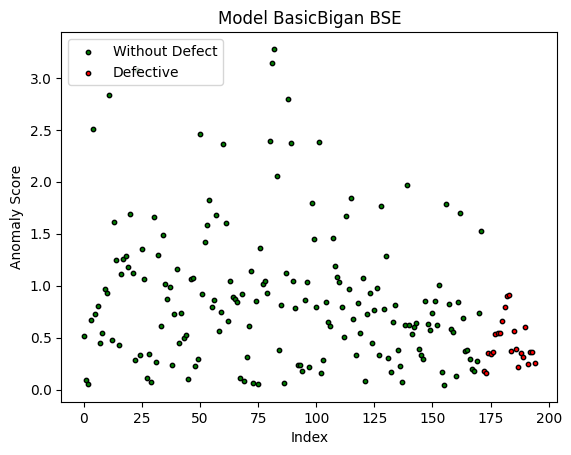 Model BasicBigan BSE
Without Defect
Defective
3.0
2.5
2.0
1.5
1.0
0.5
0.0
Anomaly Score
0 25 50 75 100 125 150 175 200
Index